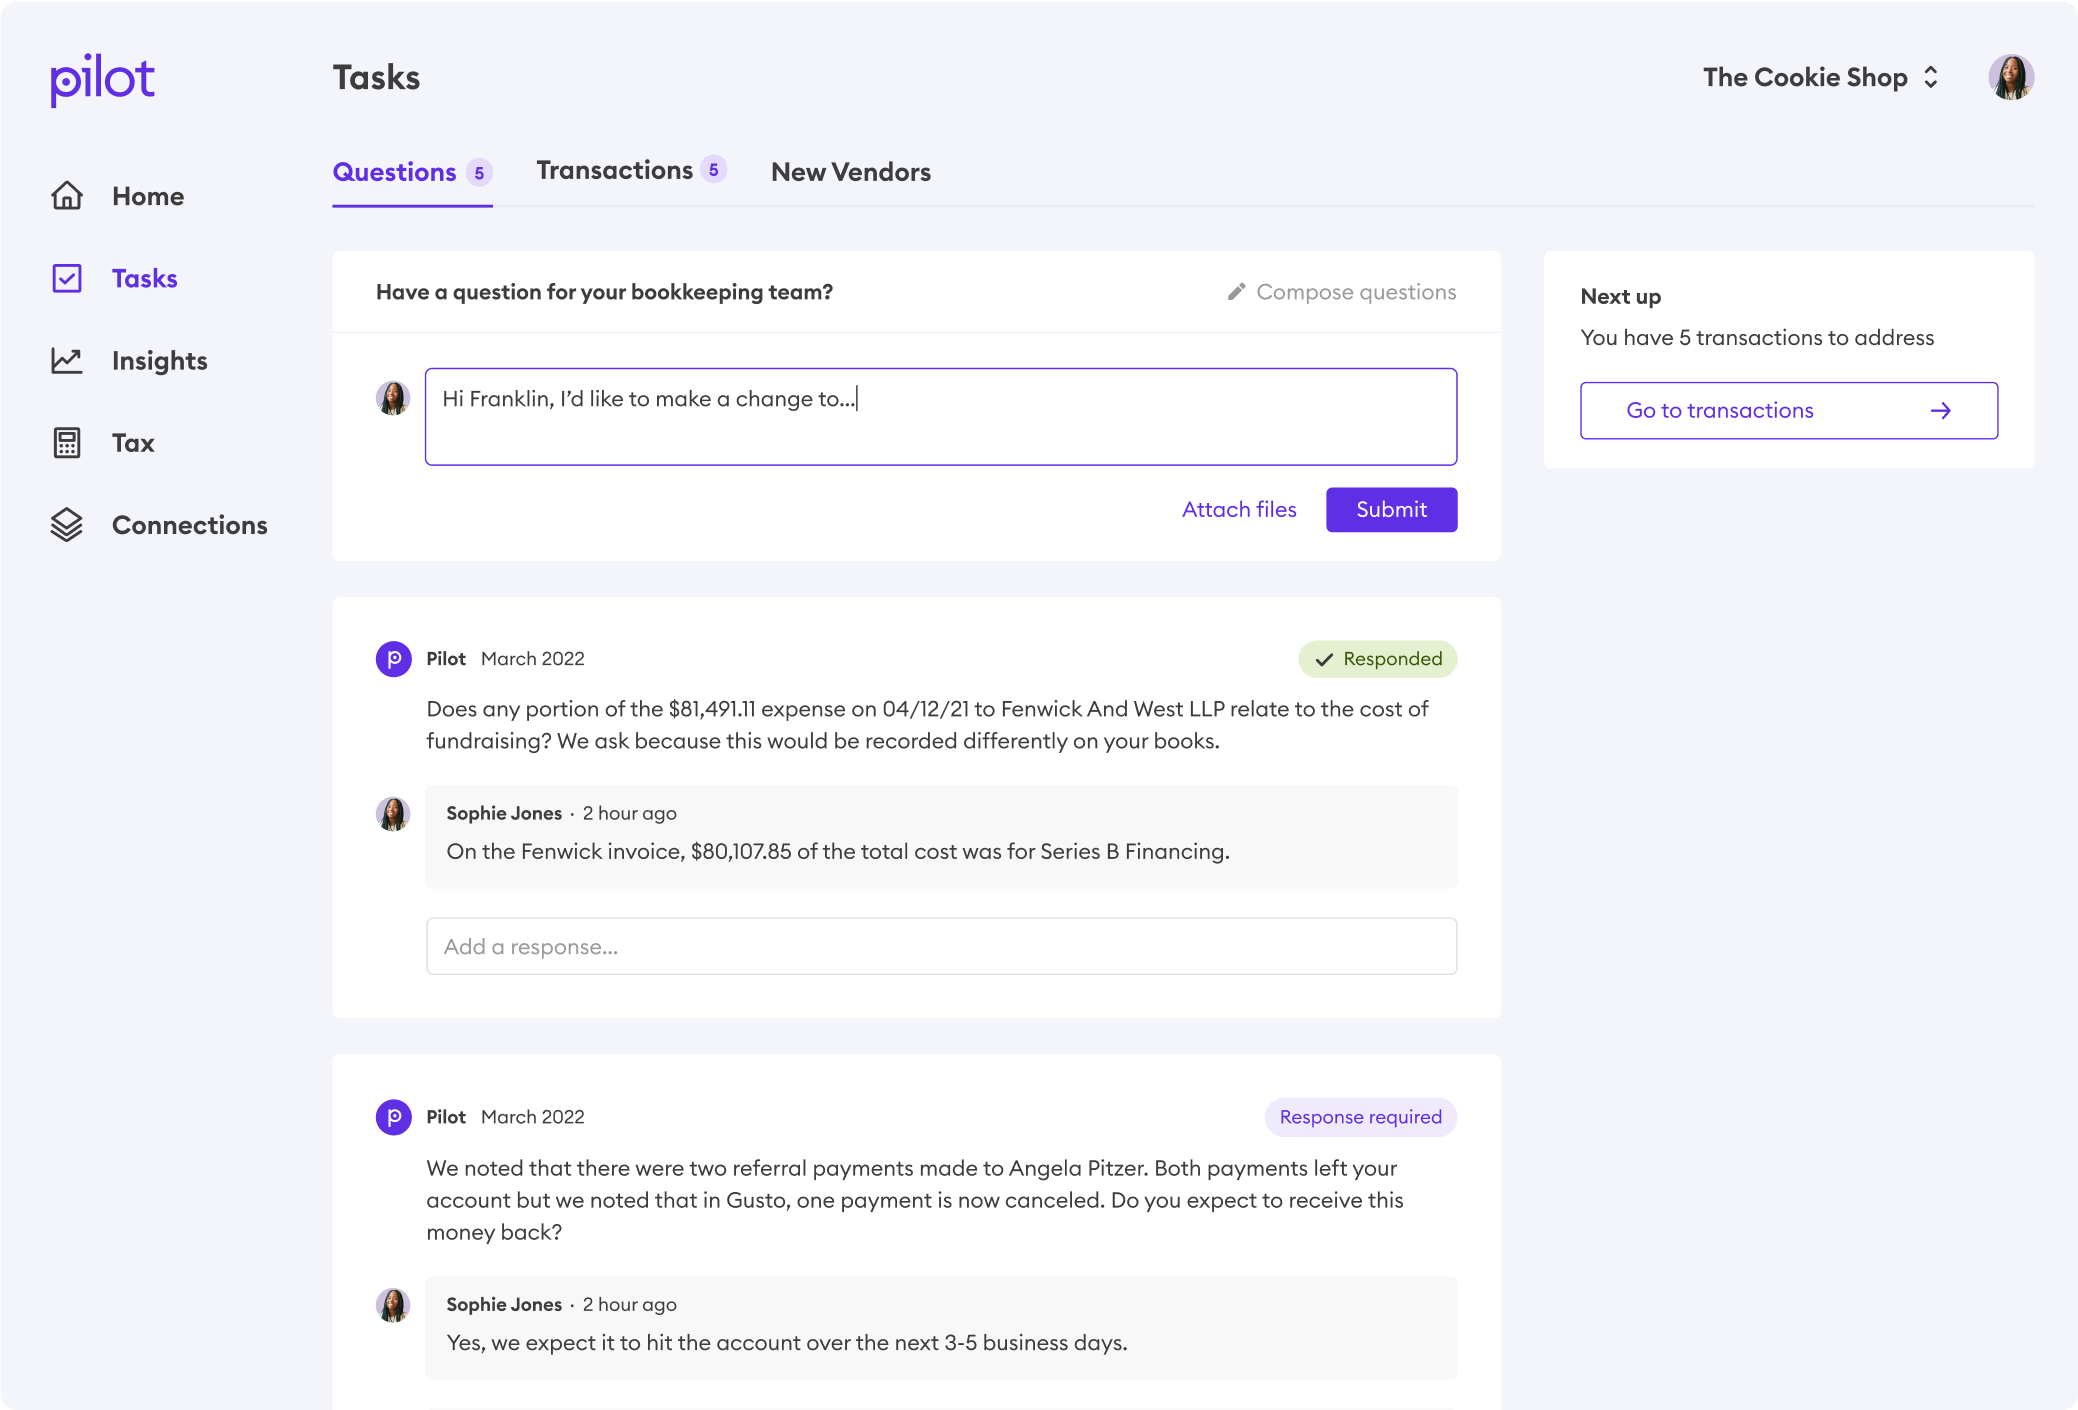 pilot
Tasks
The Cookie Shop
Questions 5
Transactions 5
New Vendors
Home
Tasks
Insights
Tax
Connections
Have a question for your bookkeeping team?
Compose questions
Hi Franklin, I’d like to make a change to...
Attach files
Submit
Next up
You have 5 transactions to address
Go to transactions
Pilot March 2022
Responded
Does any portion of the $81,491.11 expense on 04/12/21 to Fenwick And West LLP relate to the cost of
fundraising? We ask because this would be recorded differently on your books.
Sophie Jones · 2 hour ago
On the Fenwick invoice, $80,107.85 of the total cost was for Series B Financing.
Add a response...
Pilot March 2022
Response required
We noted that there were two referral payments made to Angela Pitzer. Both payments left your
account but we noted that in Gusto, one payment is now canceled. Do you expect to receive this
money back?
Sophie Jones · 2 hour ago
Yes, we expect it to hit the account over the next 3-5 business days.